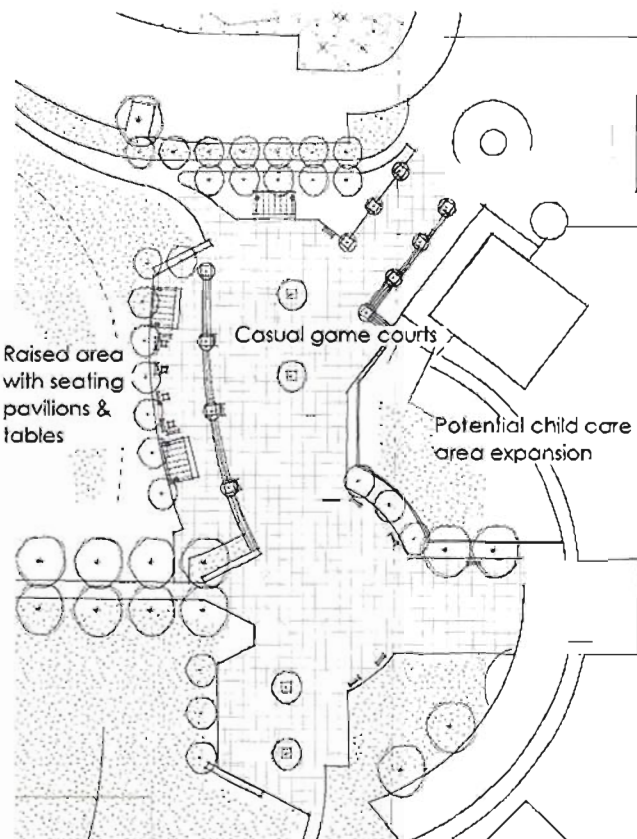 Casual game courts
Raised area
with seating
pavilions &
tables
Potential child care
area expansion